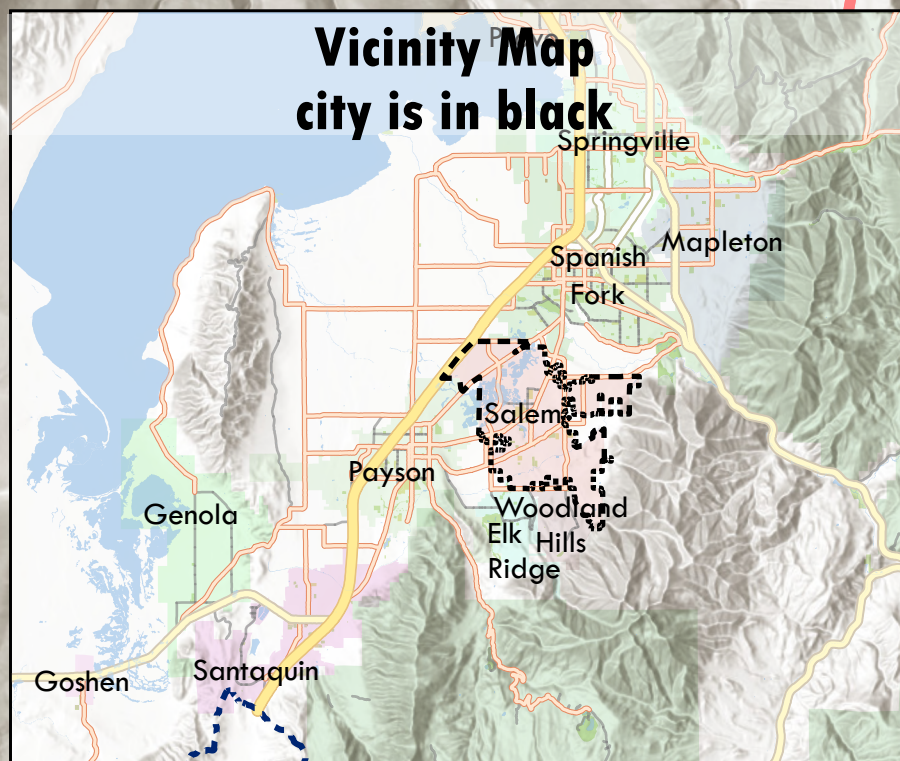 Vicinity Map
city is in black
Provo
Springville
Mapleton
Spanish
Fork
Salem
Payson
Genola
Woodland
Hills
Elk
Ridge
Santaquin
Goshen